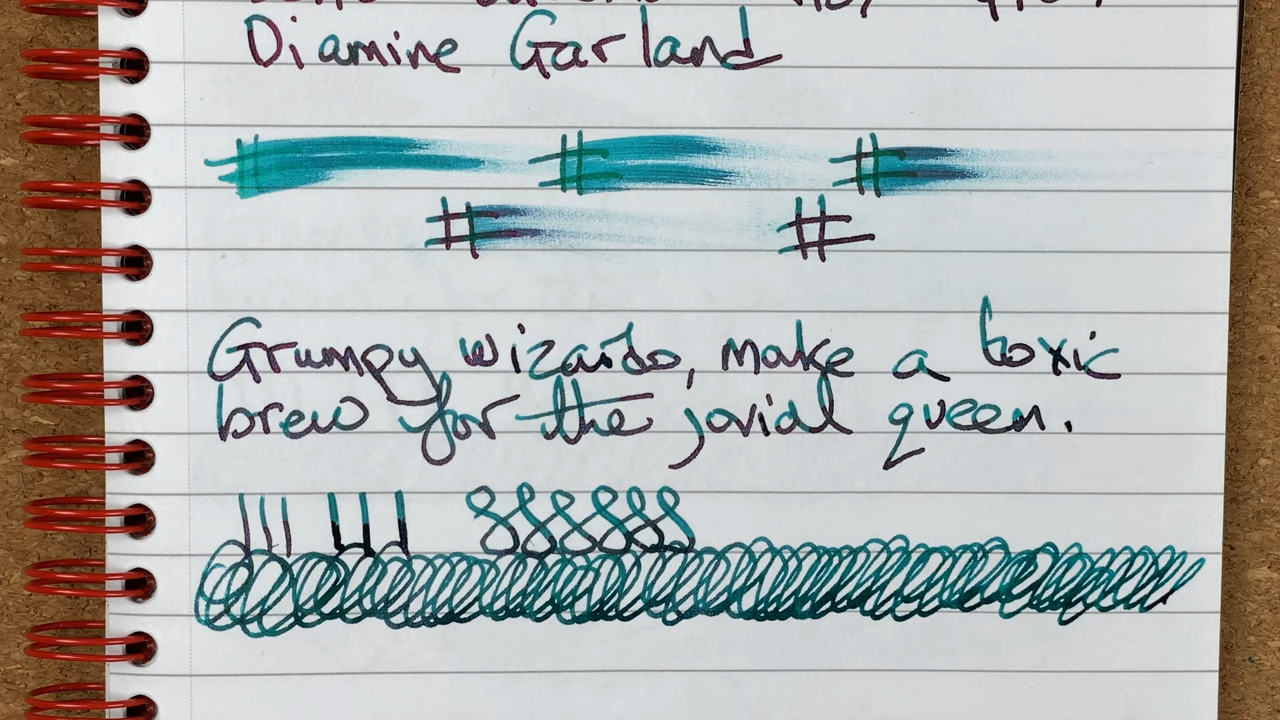 Diamine Garland
# # #
# #
Grumpy wizards, make a toxic
brew for the jovial queen.